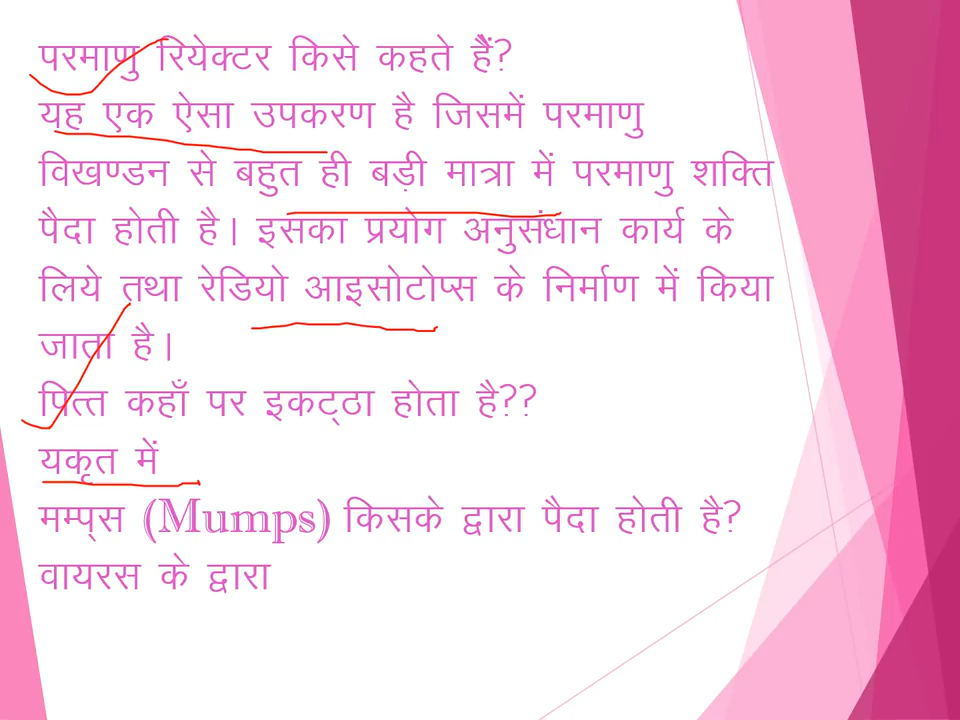 परमाणु रियेक्टर किसे कहते हैं?
यह एक ऐसा उपकरण है जिसमें परमाणु
विखण्डन से बहुत ही बड़ी मात्रा में परमाणु शक्ति
पैदा होती है। इसका प्रयोग अनुसंधान कार्य के
लिये तथा रेडियो आइसोटोप्स के निर्माण में किया
जाता है।
पित्त कहाँ पर इकट्ठा होता है??
यकृत में
मम्प्स (Mumps) किसके द्वारा पैदा होती है?
वायरस के द्वारा